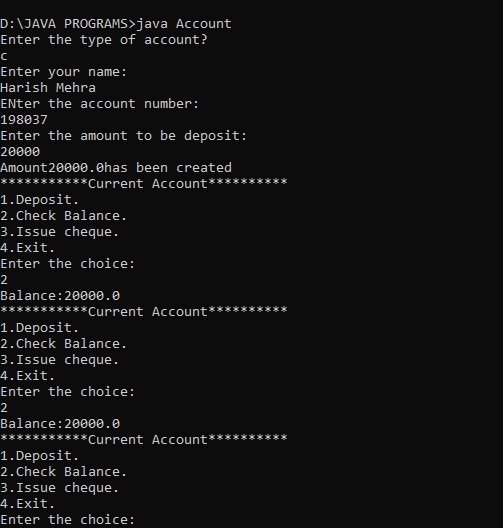 D:\JAVA PROGRAMS>java Account
Enter the type of account?
c
Enter your name:
Harish Mehra
ENter the account number:
198037
Enter the amount to be deposit:
20000
Amount20000.0has been created
***********Current Account**********
1.Deposit.
2.Check Balance.
3.Issue cheque.
4.Exit.
Enter the choice:
2
Balance:20000.0
***********Current Account**********
1.Deposit.
2.Check Balance.
3.Issue cheque.
4.Exit.
Enter the choice:
2
Balance:20000.0
***********Current Account**********
1.Deposit.
2.Check Balance.
3.Issue cheque.
4.Exit.
Enter the choice: